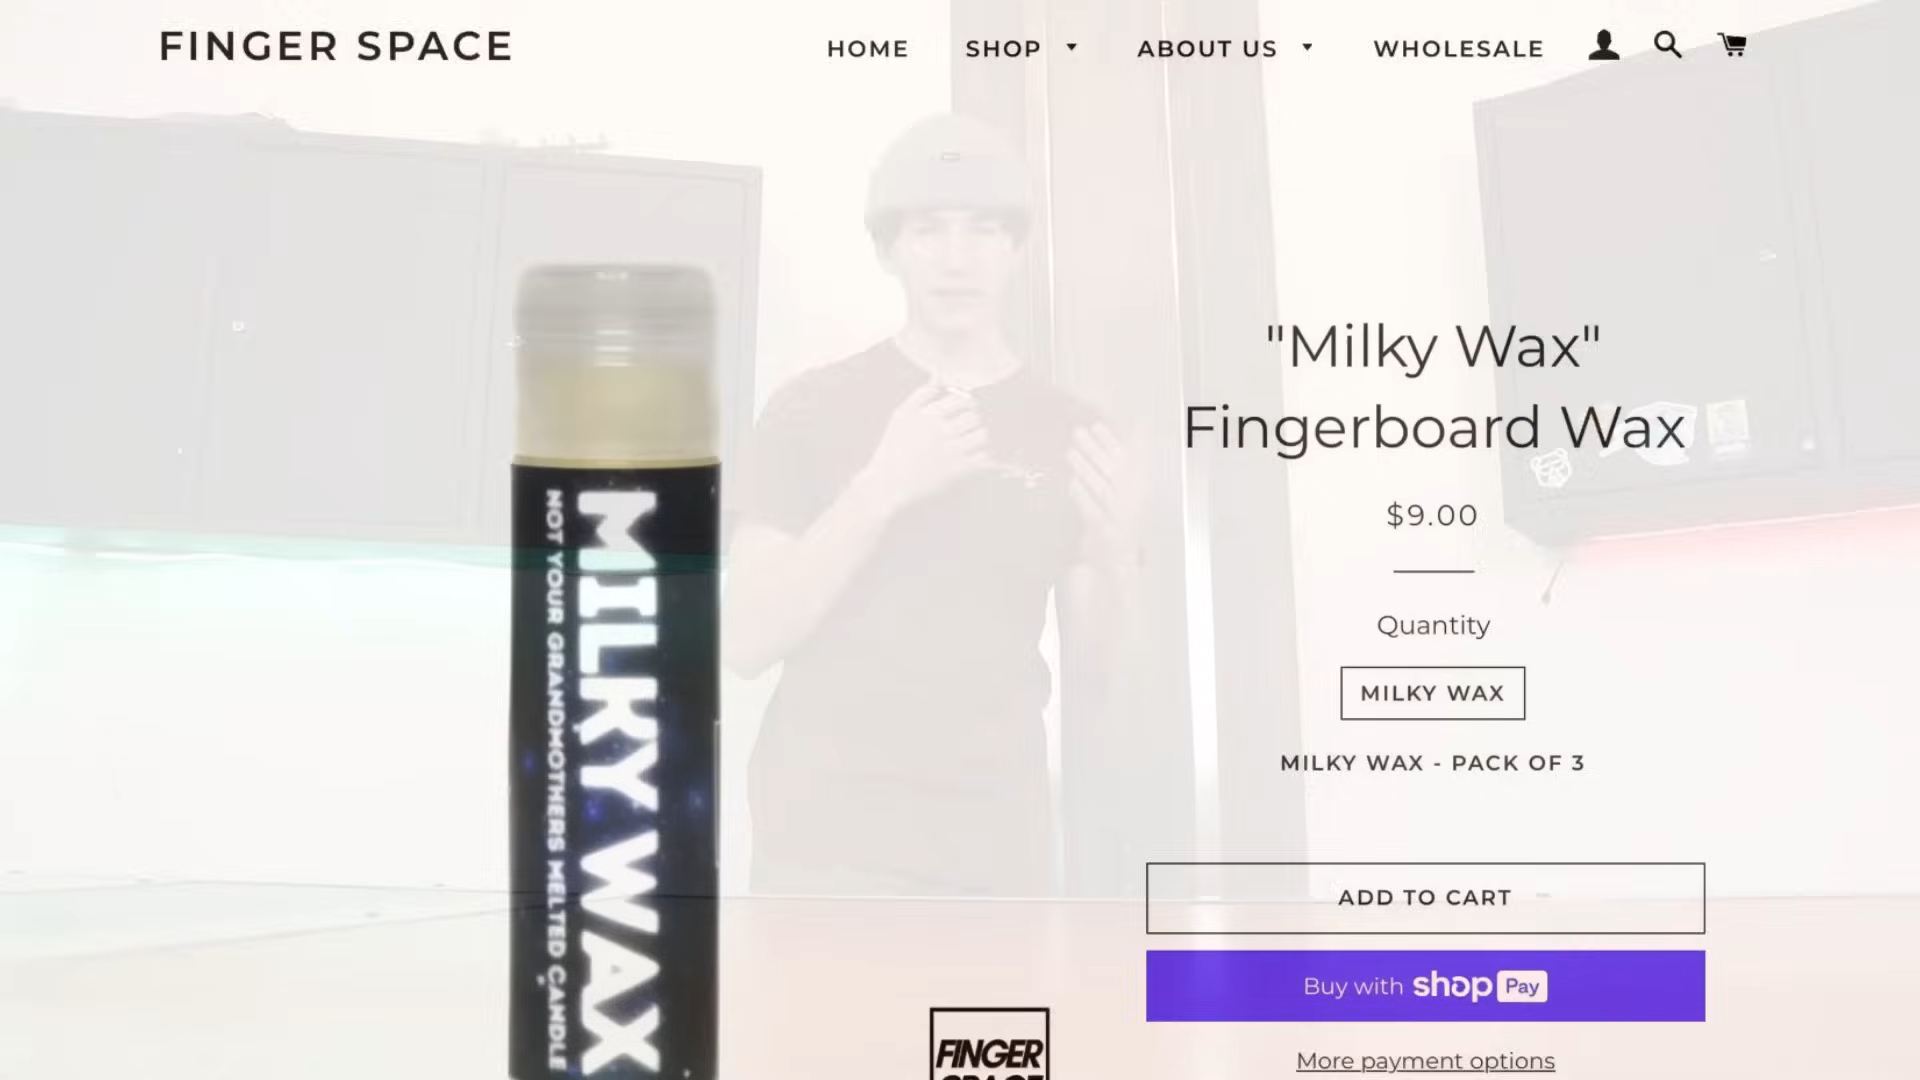 FINGER SPACE
HOME
SHOP
ABOUT US
WHOLESALE
"Milky Wax"
Fingerboard Wax
$9.00
Quantity
MILKY WAX
MILKY WAX - PACK OF 3
ADD TO CART
Buy with shop Pay
More payment options
MILKY WAX
NOT YOUR GRANDMOTHERS MELTED CANDLE
FINGER
SPACE